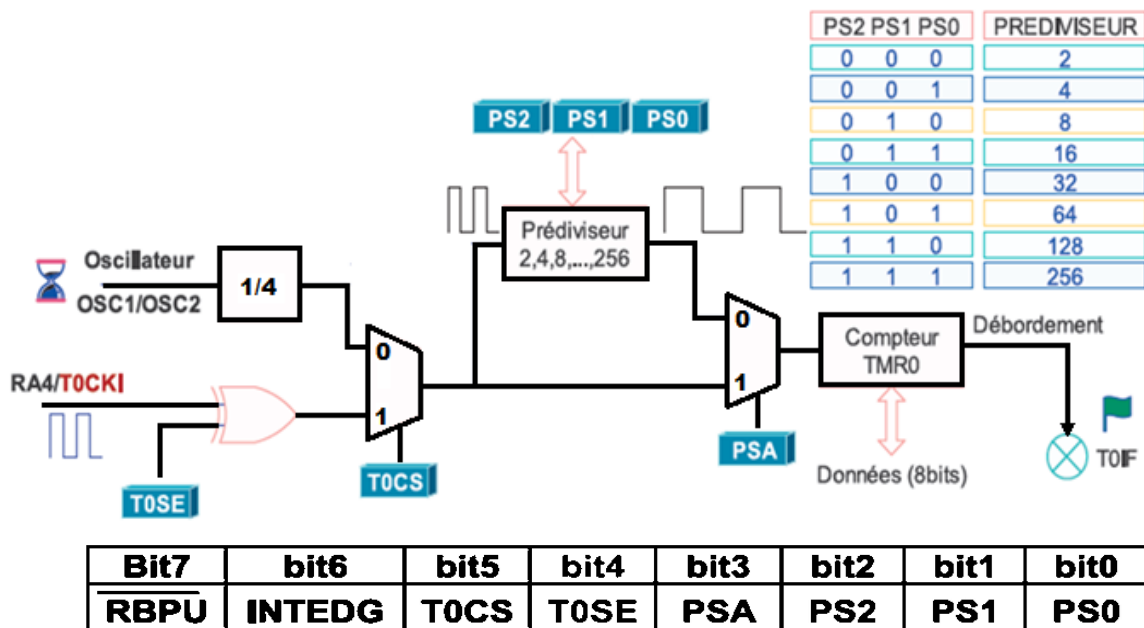 PS2 PS1 PS0 PREDIVISEUR
0 0 0 2
0 0 1 4
0 1 0 8
0 1 1 16
1 0 0 32
1 0 1 64
1 1 0 128
1 1 1 256
PS2 PS1 PS0
Prédiviseur
2,4,8,...,256
Oscillateur
OSC1/OSC2
1/4
0
1
RA4/T0CKI
T0SE
T0CS
0
1
PSA
Compteur
TMR0
Débordement
Données (8bits)
T0IF
Bit7 bit6 bit5 bit4 bit3 bit2 bit1 bit0
RBPU INTEDG T0CS T0SE PSA PS2 PS1 PS0